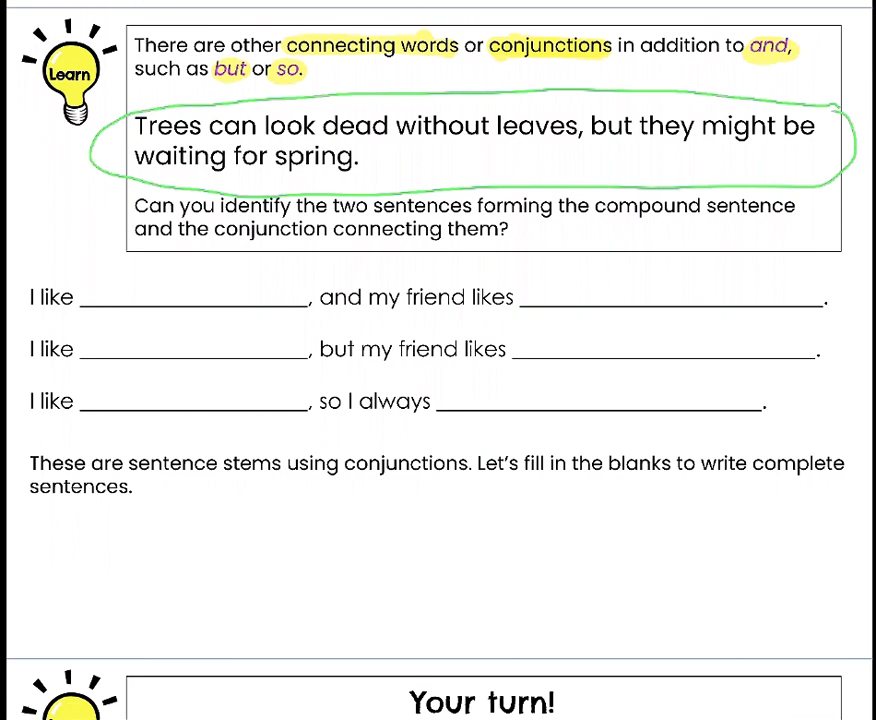 Learn
There are other connecting words or conjunctions in addition to and,
such as but or so.
Trees can look dead without leaves, but they might be
waiting for spring.
Can you identify the two sentences forming the compound sentence
and the conjunction connecting them?
I like ____________________, and my friend likes ____________________.
I like ____________________, but my friend likes ____________________.
I like ____________________, so I always ____________________.
These are sentence stems using conjunctions. Let's fill in the blanks to write complete
sentences.
Your turn!